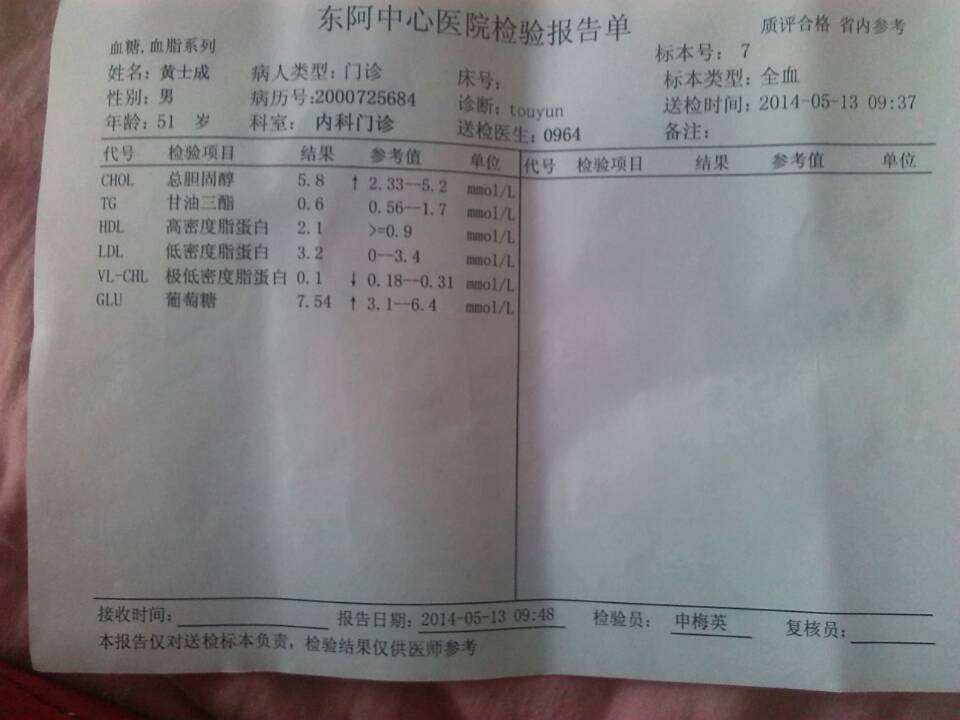 东阿中心医院检验报告单 质评合格 省内参考
血糖,血脂系列 标本号: 7
姓名: 黄士成 病人类型: 门诊 床号: 标本类型: 全血
性别: 男 病历号:2000725684 诊断: touyun 送检时间: 2014-05-13 09:37
年龄: 51 岁 科室: 内科门诊 送检医生: 0964 备注:
代号 检验项目 结果 参考值 单位 代号 检验项目 结果 参考值 单位
CHOL 总胆固醇 5.8 ↑ 2.33--5.2 mmol/L
TG 甘油三酯 0.6 0.56--1.7 mmol/L
HDL 高密度脂蛋白 2.1 >=0.9 mmol/L
LDL 低密度脂蛋白 3.2 0--3.4 mmol/L
VL-CHL 极低密度脂蛋白 0.1 ↓ 0.18--0.31 mmol/L
GLU 葡萄糖 7.54 ↑ 3.1--6.4 mmol/L
接收时间: 报告日期: 2014-05-13 09:48 检验员: 申梅英 复核员:
本报告仅对送检标本负责, 检验结果仅供医师参考